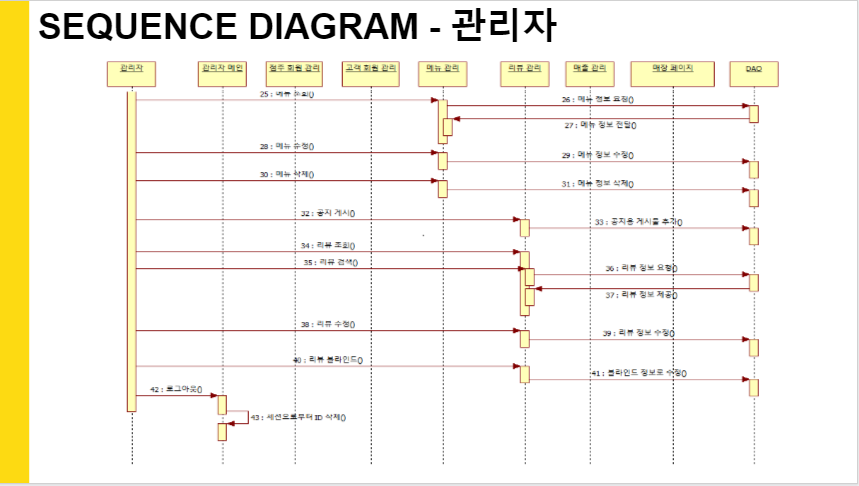 SEQUENCE DIAGRAM - 관리자
관리자
관리자 메인
점주 회원 관리
고객 회원 관리
메뉴 관리
리뷰 관리
매출 관리
매장 페이지
DAO
25 : 메뉴 조회()
26 : 메뉴 정보 요청()
27 : 메뉴 정보 전달()
28 : 메뉴 수정()
29 : 메뉴 정보 수정()
30 : 메뉴 삭제()
31 : 메뉴 정보 삭제()
32 : 공지 게시()
33 : 공지용 게시물 추가()
34 : 리뷰 조회()
35 : 리뷰 검색()
36 : 리뷰 정보 요청()
37 : 리뷰 정보 제공()
38 : 리뷰 수정()
39 : 리뷰 정보 수정()
40 : 리뷰 블라인드()
41 : 블라인드 정보로 수정()
42 : 로그아웃()
43 : 세션으로부터 ID 삭제()